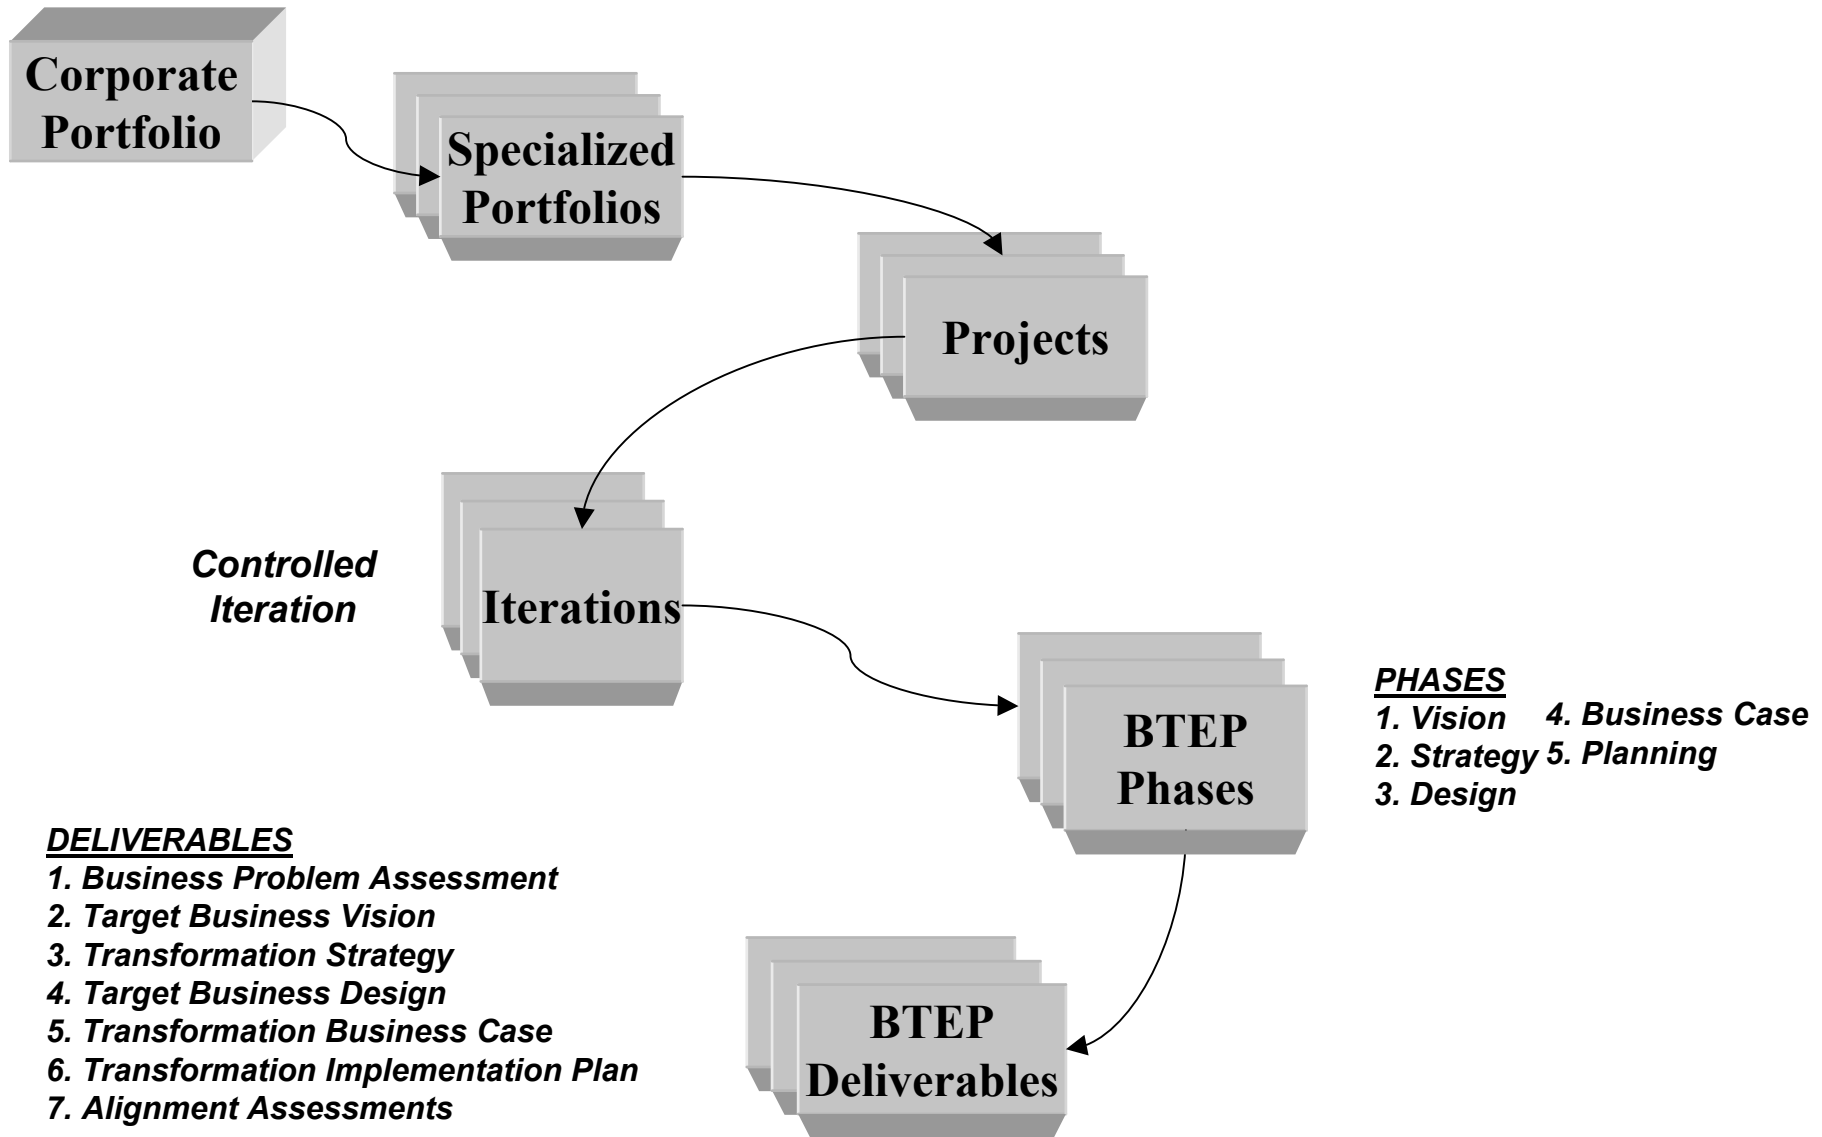 Corporate
Portfolio
Specialized
Portfolios
Projects
Controlled
Iteration
Iterations
BTEP
Phases
PHASES
1. Vision
2. Strategy
3. Design
4. Business Case
5. Planning
DELIVERABLES
1. Business Problem Assessment
2. Target Business Vision
3. Transformation Strategy
4. Target Business Design
5. Transformation Business Case
6. Transformation Implementation Plan
7. Alignment Assessments
BTEP
Deliverables